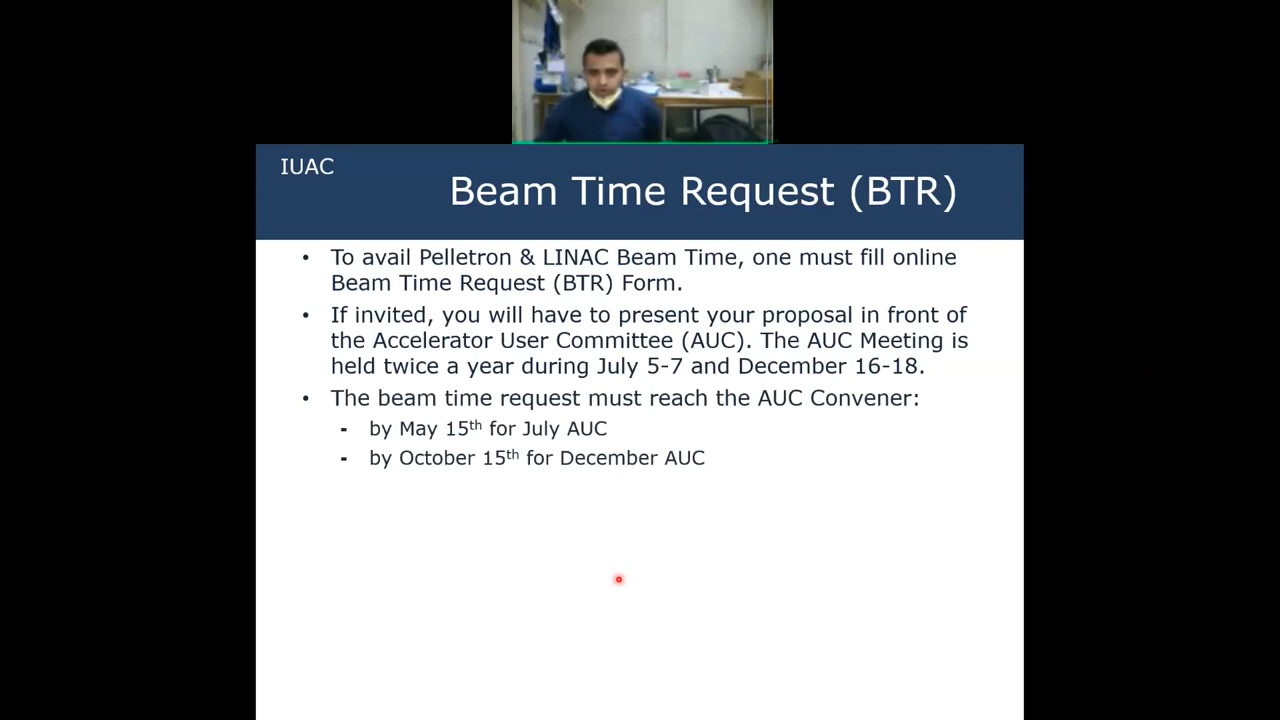 IUAC
Beam Time Request (BTR)
• To avail Pelletron & LINAC Beam Time, one must fill online
Beam Time Request (BTR) Form.
• If invited, you will have to present your proposal in front of
the Accelerator User Committee (AUC). The AUC Meeting is
held twice a year during July 5-7 and December 16-18.
• The beam time request must reach the AUC Convener:
- by May 15th for July AUC
- by October 15th for December AUC